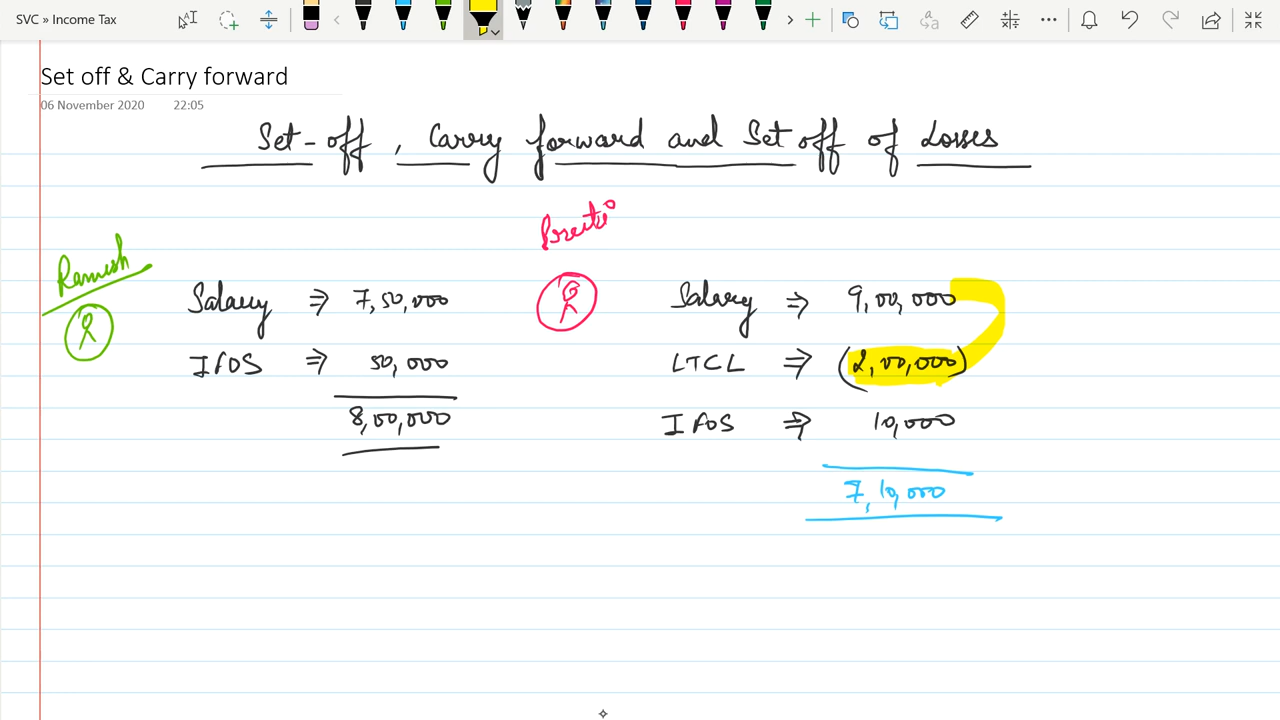 SVC » Income Tax
Set off & Carry forward
06 November 2020 22:05
Set-off, Carry forward and Set off of Losses
Ramesh
Salary ⇒ 7,50,000
IFOS ⇒ 50,000
8,00,000
Preeti
Salary ⇒ 9,00,000
LTCL ⇒ (2,00,000)
IFOS ⇒ 10,000
7,10,000